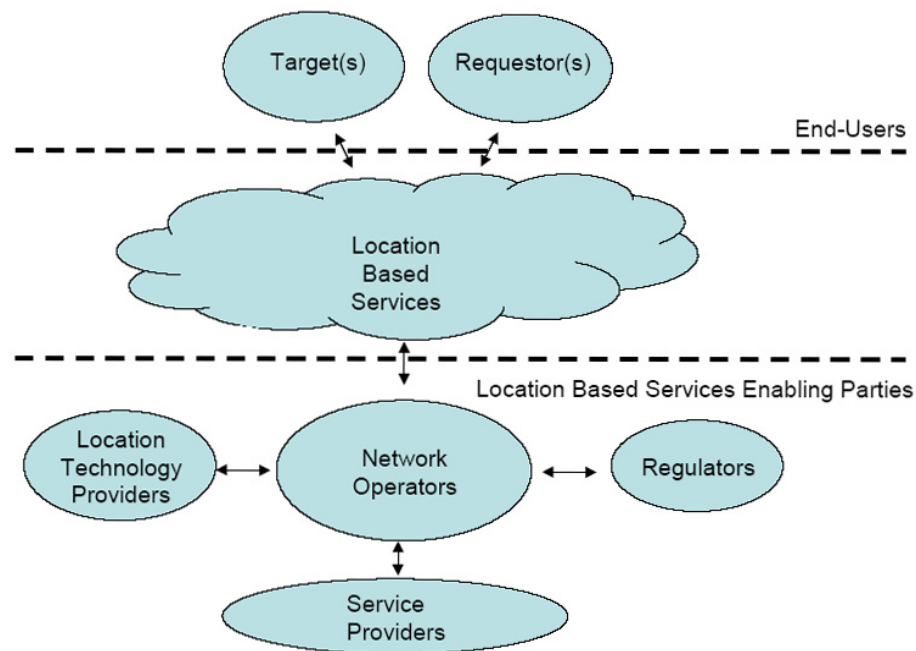 Target(s)
Requestor(s)
End-Users
Location
Based
Services
Location Based Services Enabling Parties
Location
Technology
Providers
Network
Operators
Regulators
Service
Providers